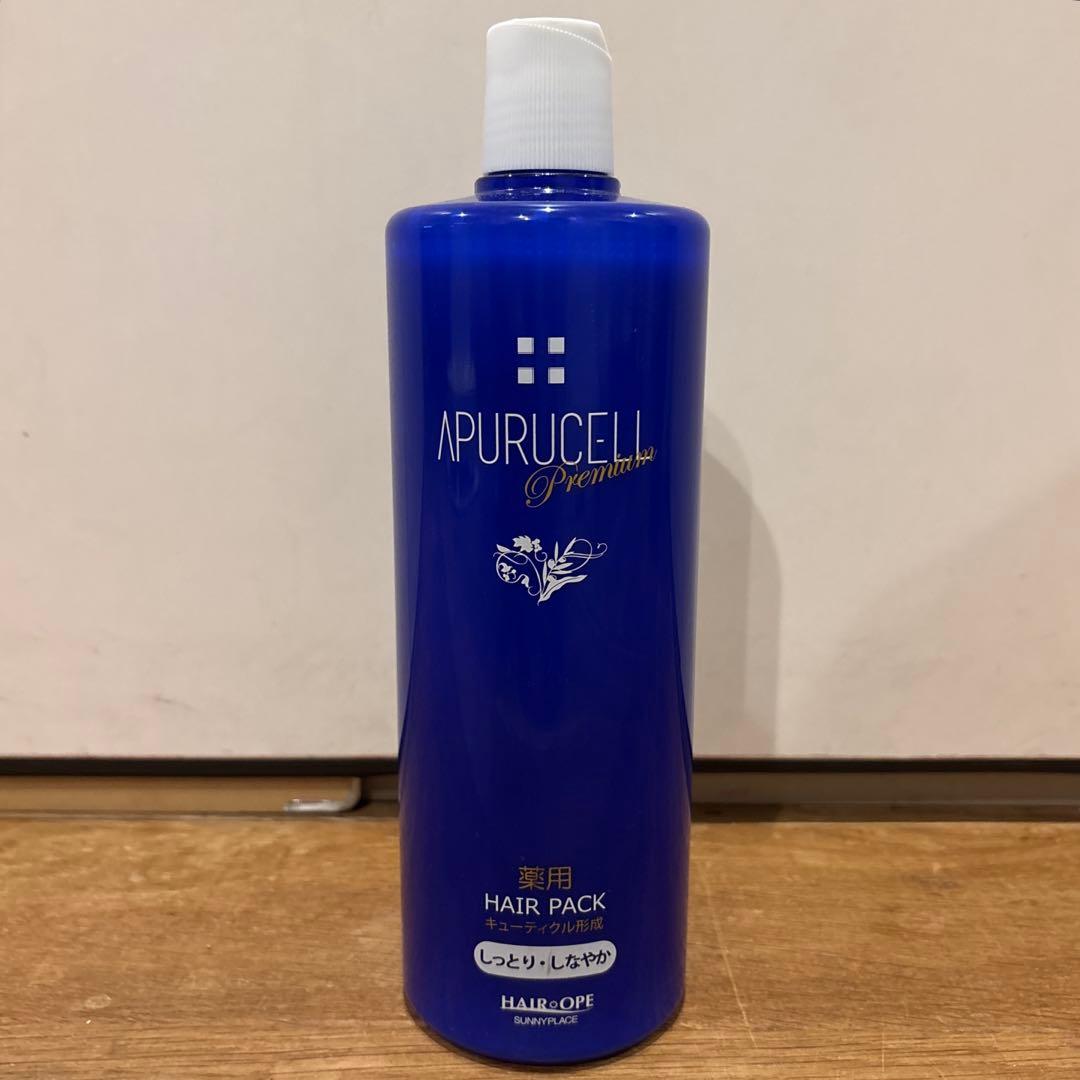 APURUCELL
Premium
薬用
HAIR PACK
キューティクル形成
しっとり・しなやか
HAIR OPE
SUNNYPLACE